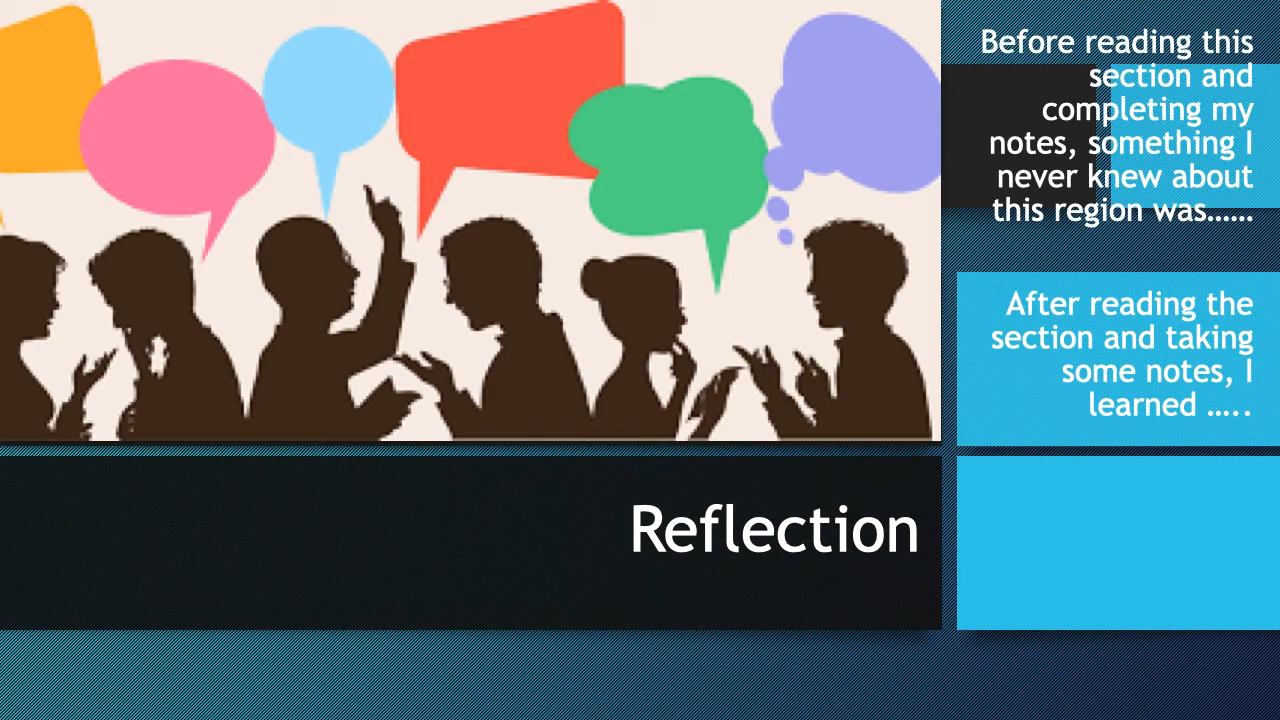 Before reading this
section and
completing my
notes, something I
never knew about
this region was……
After reading the
section and taking
some notes, I
learned …..
Reflection